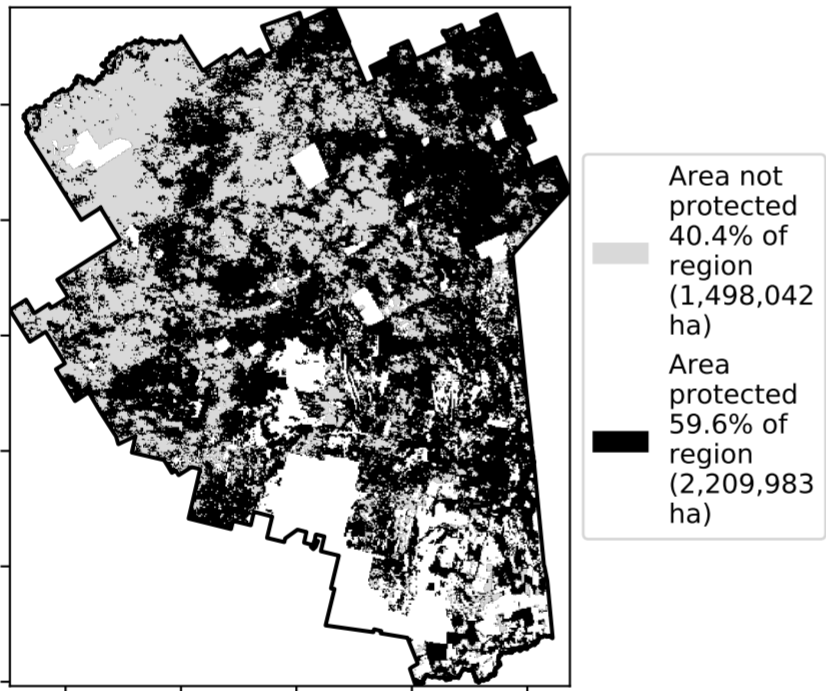 Area not
protected
40.4% of
region
(1,498,042
ha)
Area
protected
59.6% of
region
(2,209,983
ha)